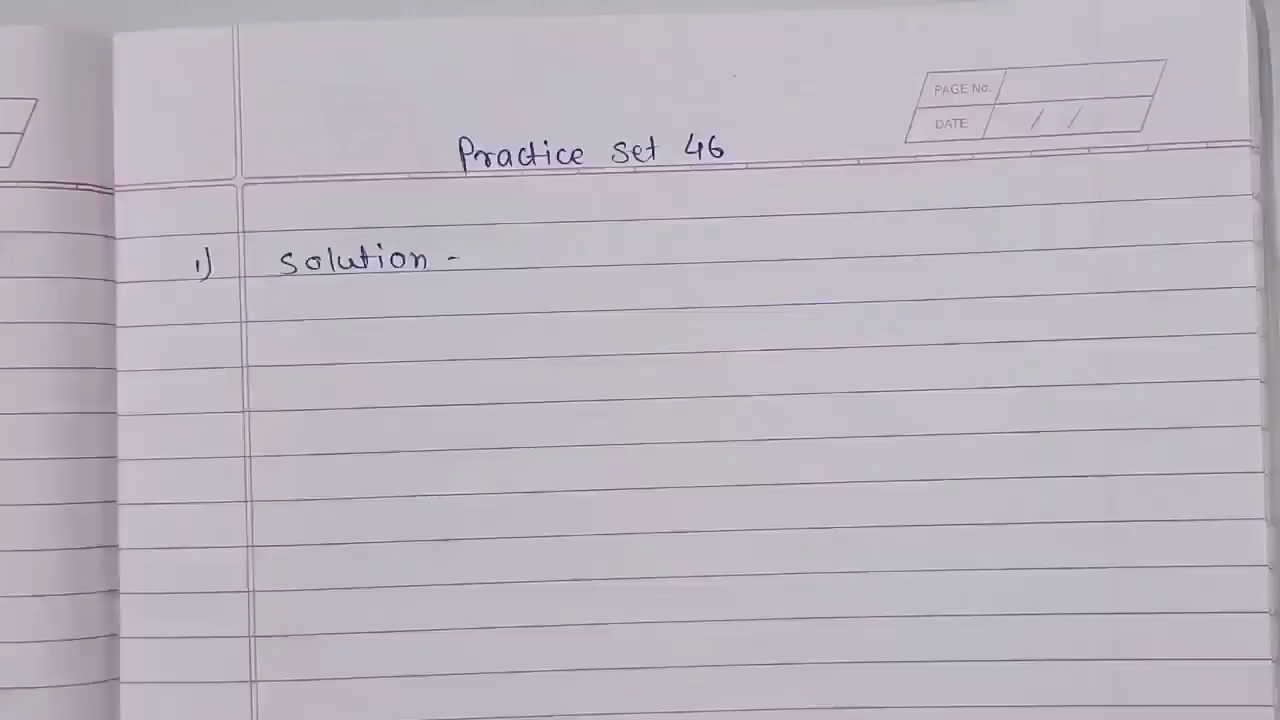 PAGE No.
DATE / /
Practice set 46
1) solution -